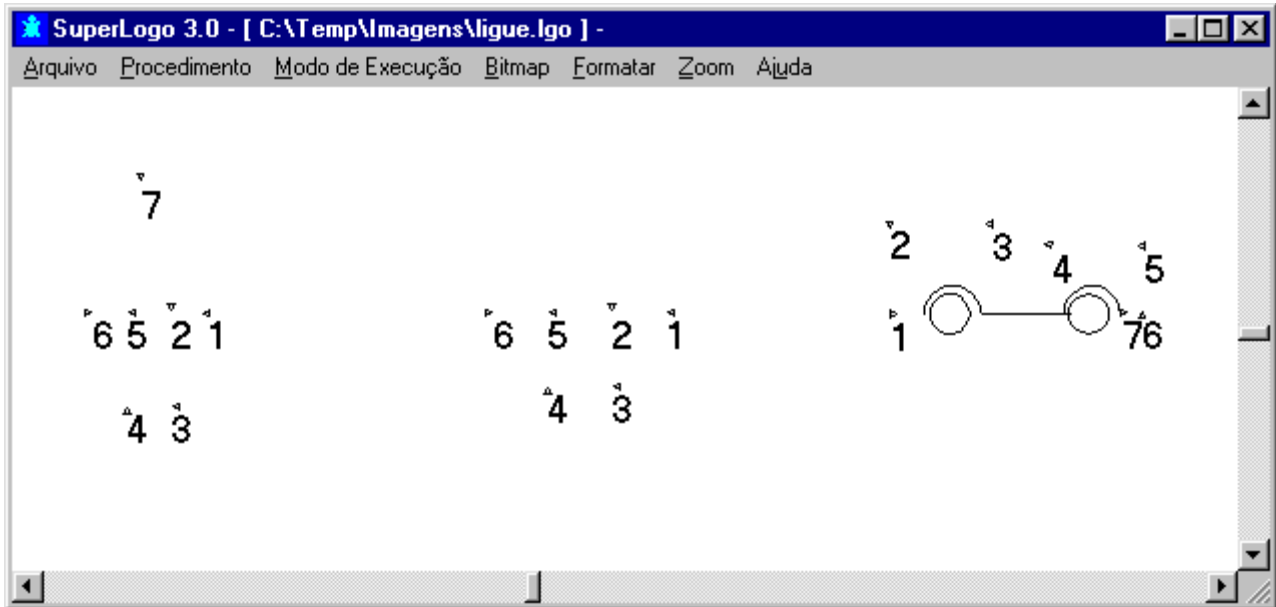 SuperLogo 3.0 - [ C:\Temp\Imagens\ligue.lgo ] -
Arquivo Procedimento Modo de Execução Bitmap Formatar Zoom Ajuda
7
2 3 4 5
6 5 2 1 6 5 2 1 1 76
4 3 4 3